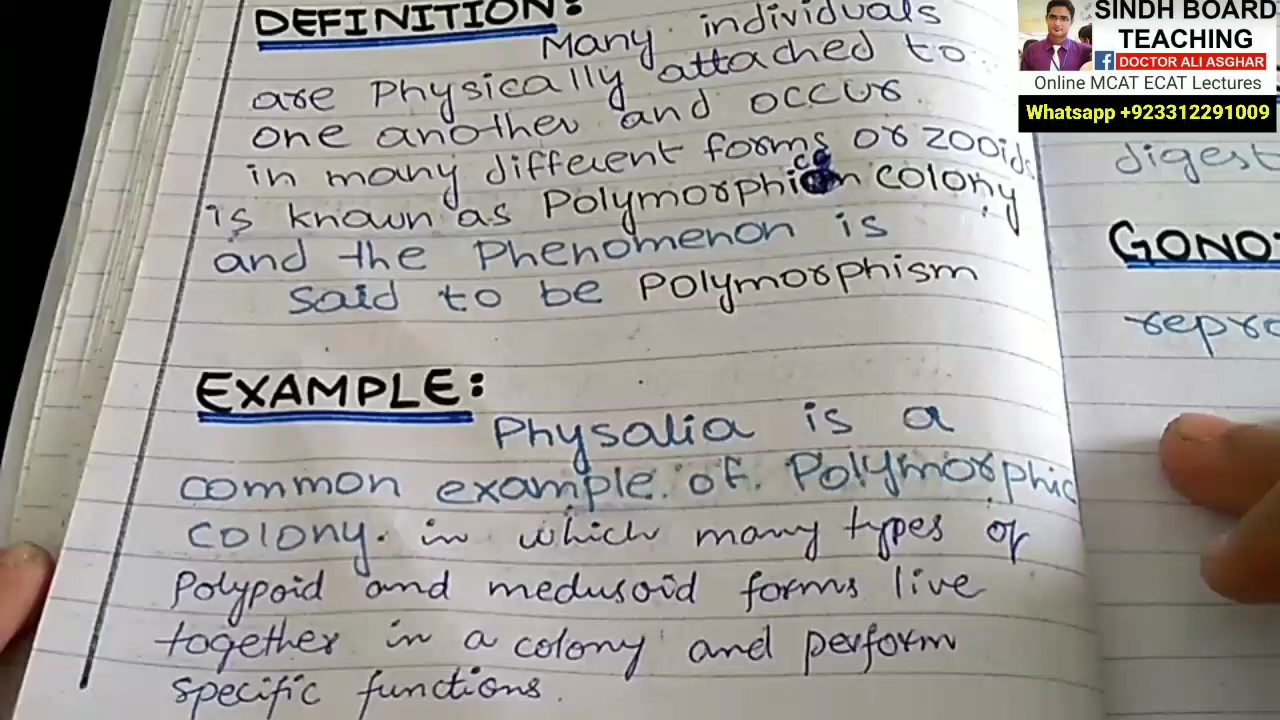 DEFINITION:
Many individuals
are Physically attached to
one another and occur
in many different forms or zooids
is known as Polymorphic colony
and the Phenomenon is
said to be Polymorphism
EXAMPLE:
Physalia is a
common example of Polymorphic
colony. in which many types of
Polypoid and medusoid forms live
together in a colony and perform
specific functions.
digest
GONO
repro
SINDH BOARD
TEACHING
f DOCTOR ALI ASGHAR
Online MCAT ECAT Lectures
Whatsapp +923312291009